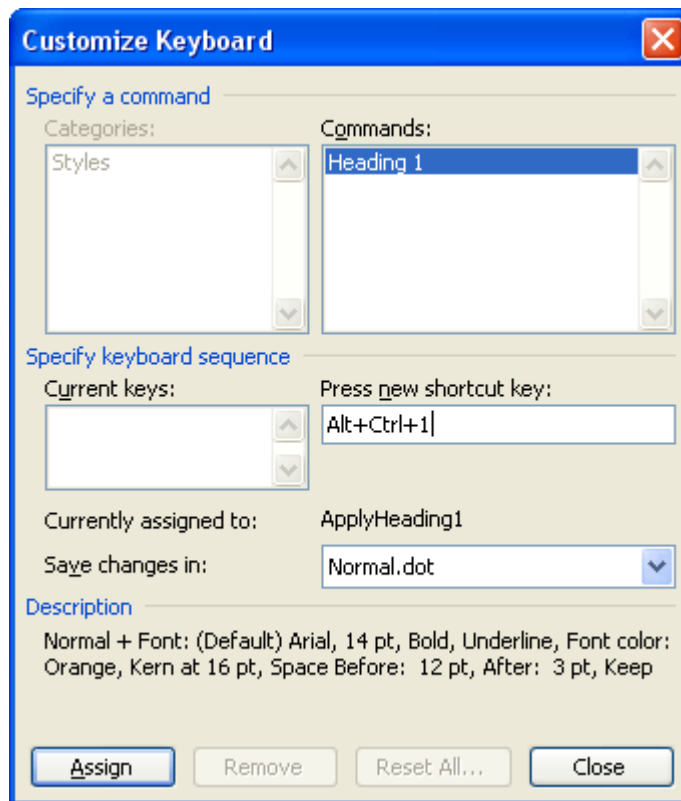 Customize Keyboard
Specify a command
Categories:
Commands:
Styles
Heading 1
Specify keyboard sequence
Current keys:
Press new shortcut key:
Alt+Ctrl+1
Currently assigned to:
ApplyHeading1
Save changes in:
Normal.dot
Description
Normal + Font: (Default) Arial, 14 pt, Bold, Underline, Font color:
Orange, Kern at 16 pt, Space Before:  12 pt, After:  3 pt, Keep
Assign
Remove
Reset All...
Close